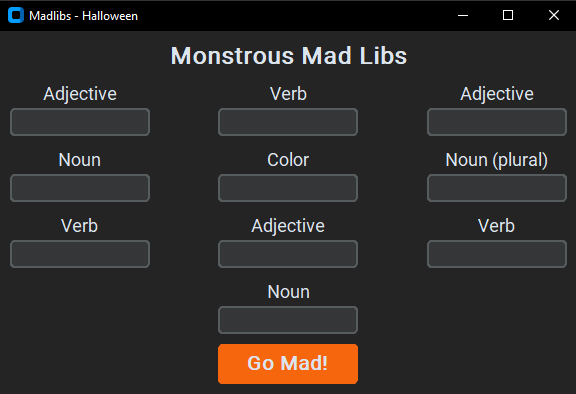 Madlibs - Halloween
Monstrous Mad Libs
Adjective Verb Adjective
Noun Color Noun (plural)
Verb Adjective Verb
Noun
Go Mad!